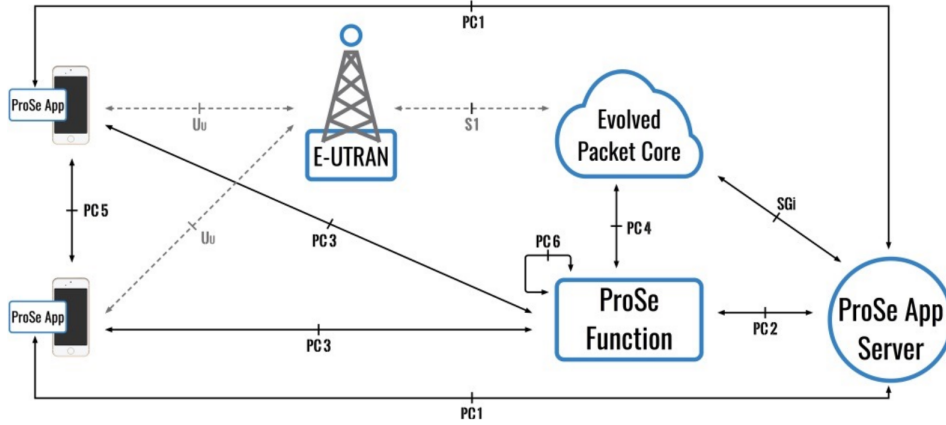 PC1
ProSe App
UU
S1
Evolved
Packet Core
E-UTRAN
SGi
PC5
PC3
PC4
UU
PC6
ProSe
Function
ProSe App
Server
ProSe App
PC3
PC2
PC1